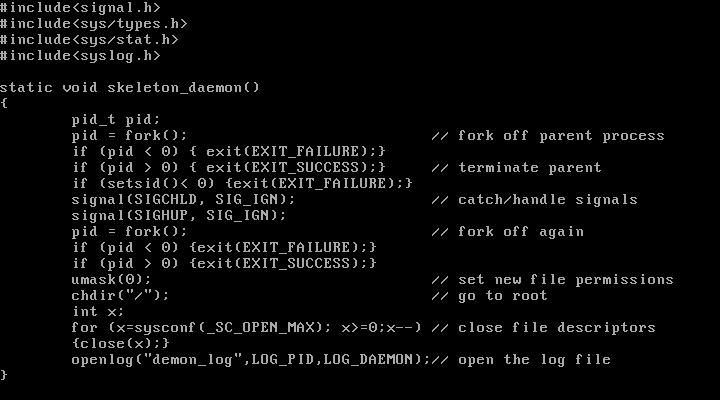 #include<signal.h>
#include<sys/types.h>
#include<sys/stat.h>
#include<syslog.h>

static void skeleton_daemon()
{
        pid_t pid;
        pid = fork();                           // fork off parent process
        if (pid < 0) { exit(EXIT_FAILURE);}
        if (pid > 0) { exit(EXIT_SUCCESS);}     // terminate parent
        if (setsid()< 0) {exit(EXIT_FAILURE);}
        signal(SIGCHLD, SIG_IGN);               // catch/handle signals
        signal(SIGHUP, SIG_IGN);
        pid = fork();                           // fork off again
        if (pid < 0) {exit(EXIT_FAILURE);}
        if (pid > 0) {exit(EXIT_SUCCESS);}
        umask(0);                               // set new file permissions
        chdir("/");                             // go to root
        int x;
        for (x=sysconf(_SC_OPEN_MAX); x>=0;x--) // close file descriptors
        {close(x);}
        openlog("demon_log",LOG_PID,LOG_DAEMON);// open the log file
}